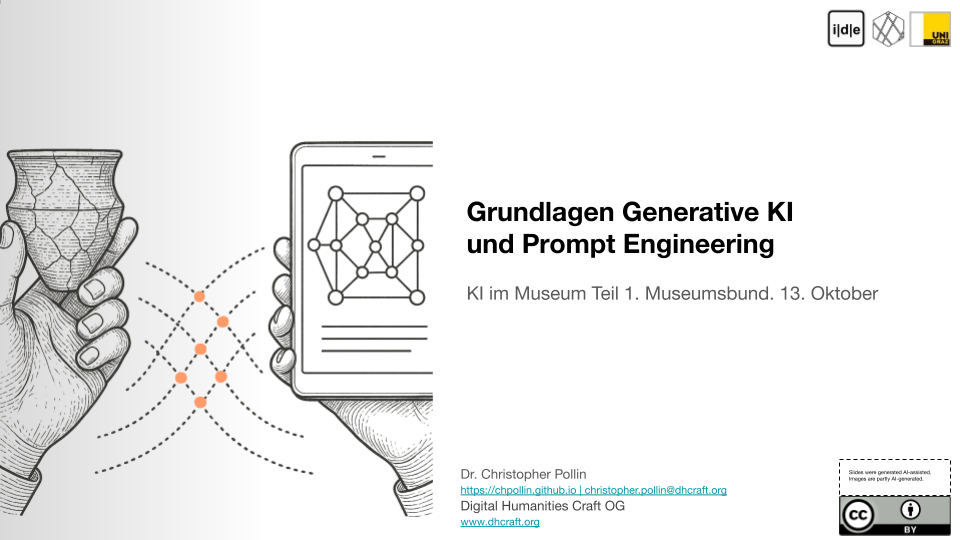 i|d|e
UNI
GRAZ
Grundlagen Generative KI
und Prompt Engineering
KI im Museum Teil 1. Museumsbund. 13. Oktober
Dr. Christopher Pollin
https://chpollin.github.io | christopher.pollin@dhcraft.org
Digital Humanities Craft OG
www.dhcraft.org
Slides were generated AI-assisted.
Images are partly AI-generated.
CC
BY